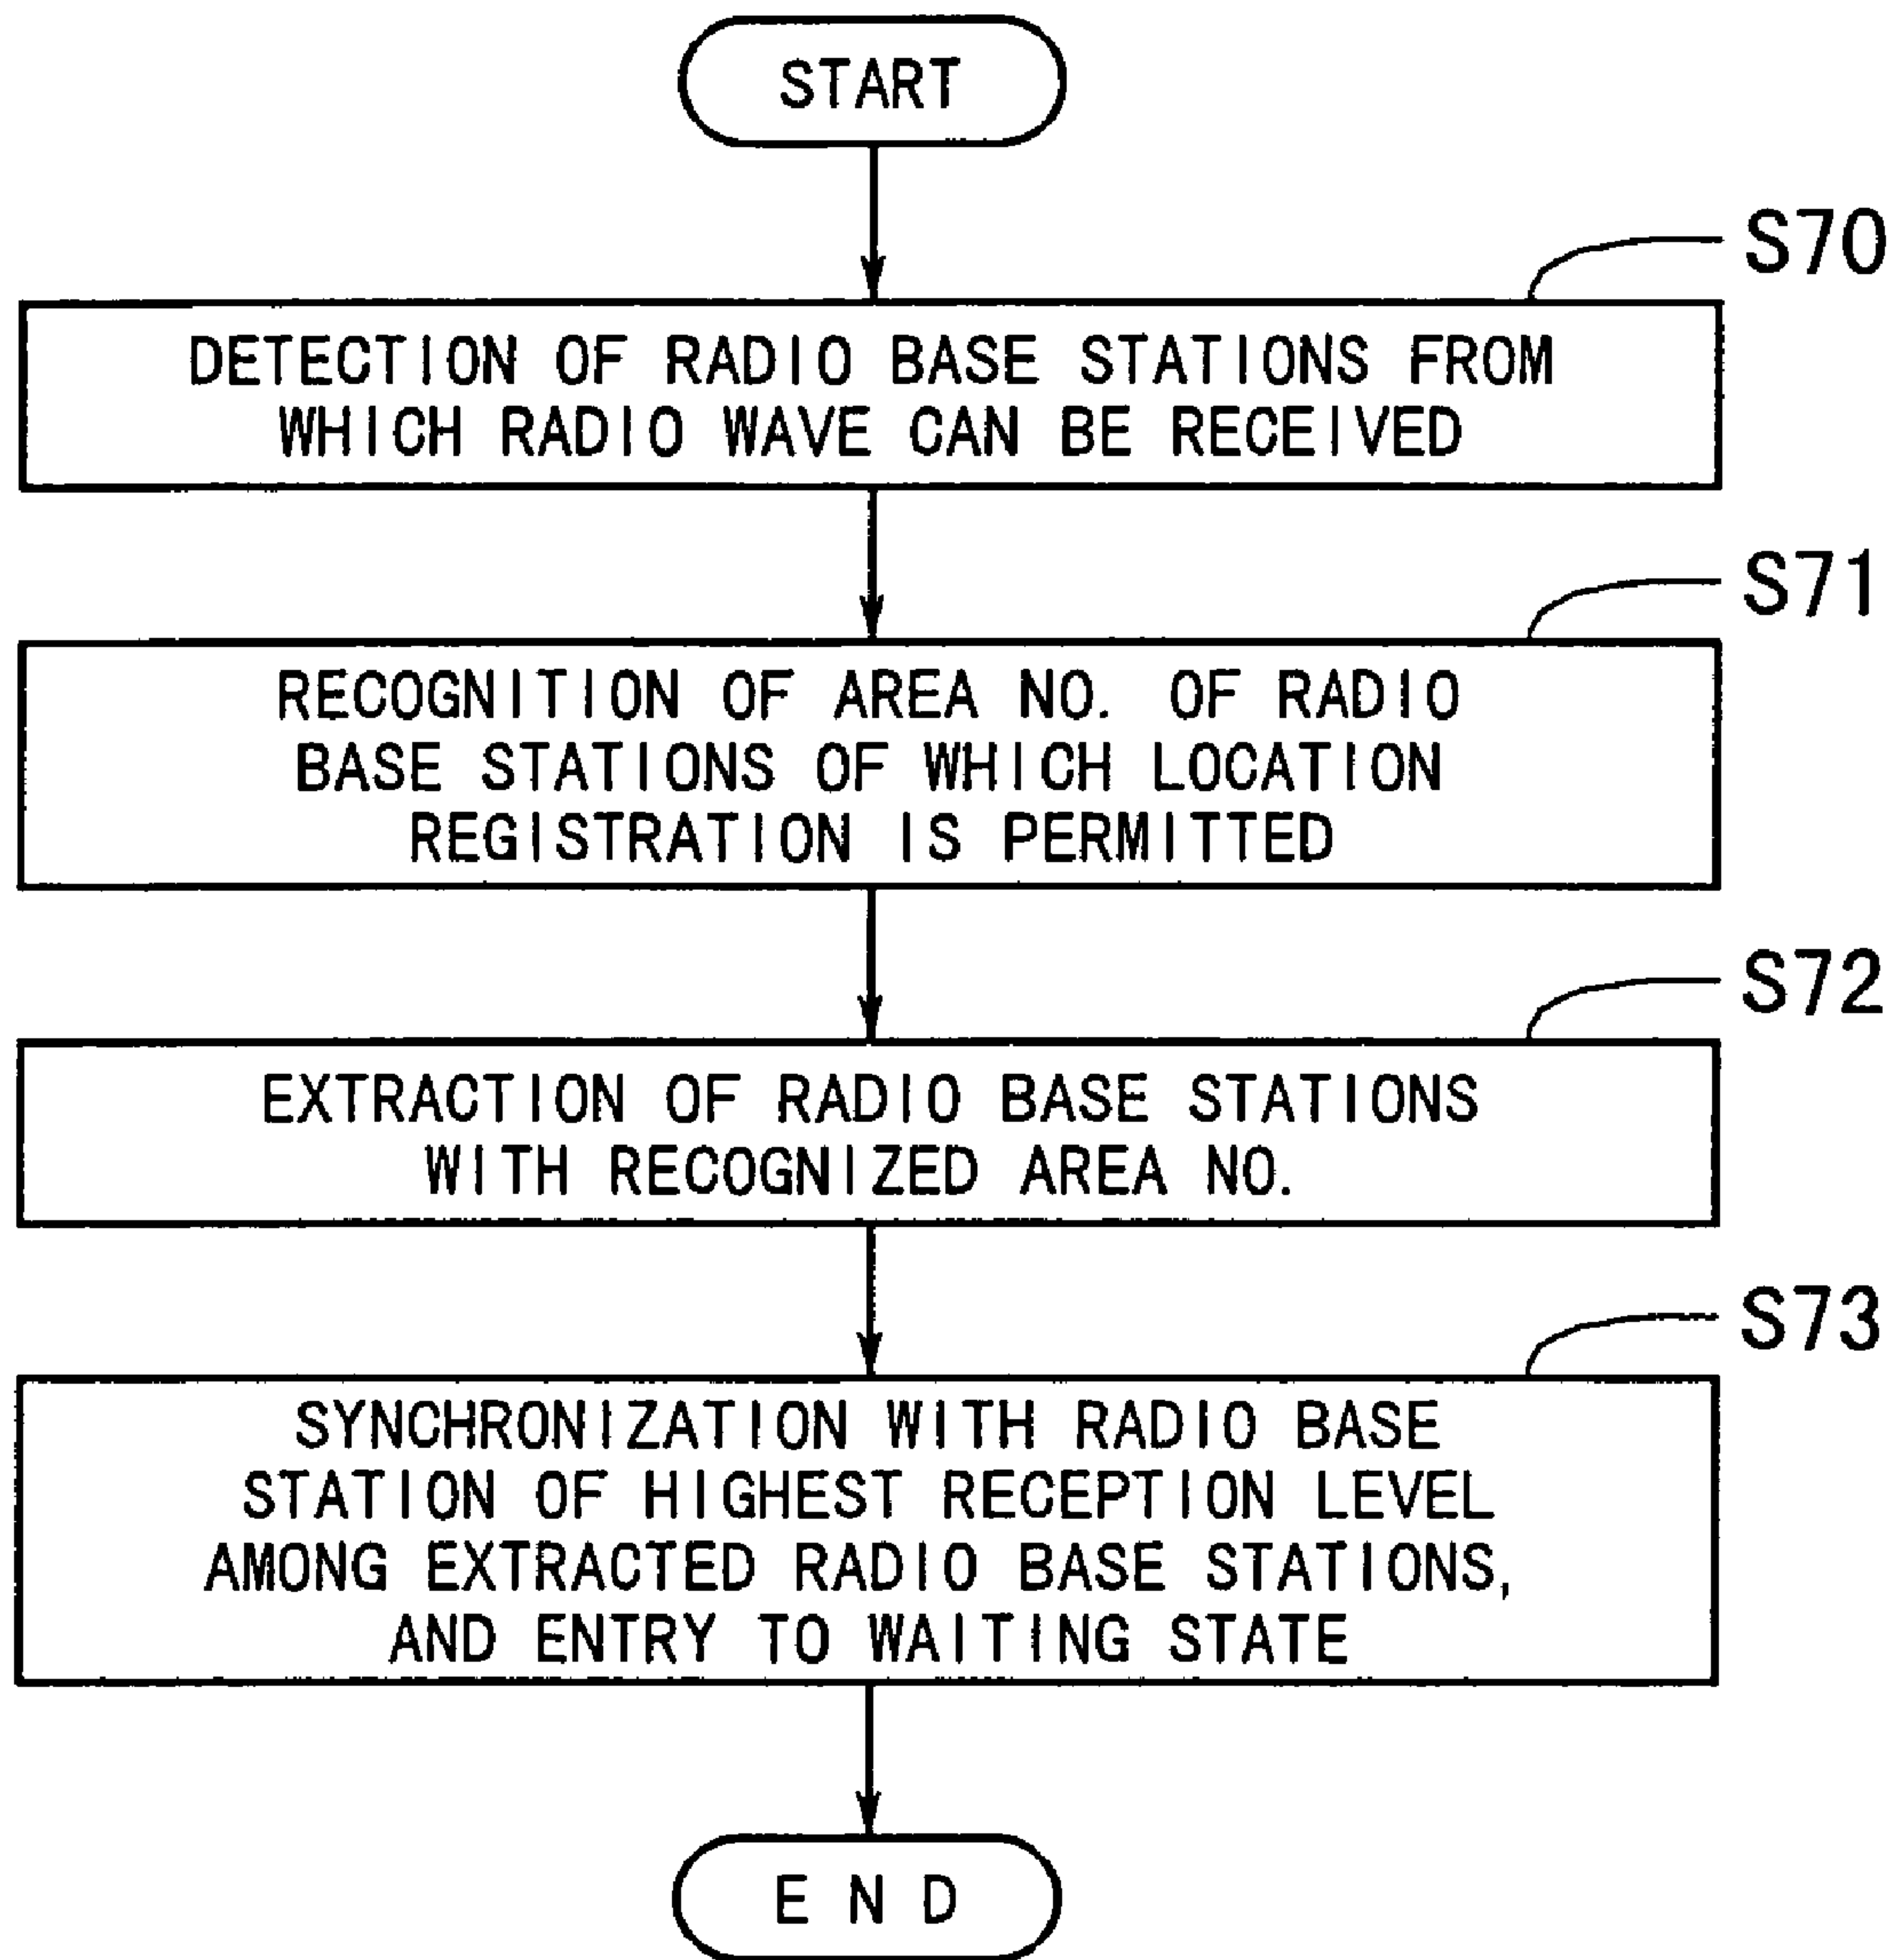 START
S70
DETECTION OF RADIO BASE STATIONS FROM
WHICH RADIO WAVE CAN BE RECEIVED
S71
RECOGNITION OF AREA NO. OF RADIO
BASE STATIONS OF WHICH LOCATION
REGISTRATION IS PERMITTED
S72
EXTRACTION OF RADIO BASE STATIONS
WITH RECOGNIZED AREA NO.
S73
SYNCHRONIZATION WITH RADIO BASE
STATION OF HIGHEST RECEPTION LEVEL
AMONG EXTRACTED RADIO BASE STATIONS,
AND ENTRY TO WAITING STATE
END